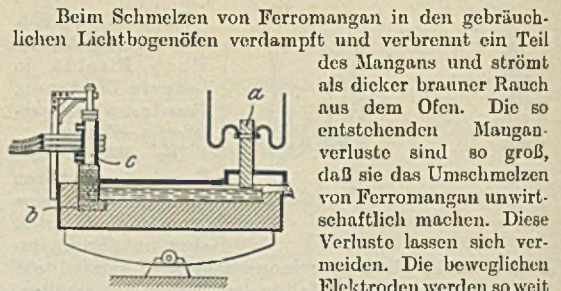 Beim Schmelzen von Ferromangan in den gebräuch-
lichen Lichtbogenöfen verdampft und verbrennt ein Teil
des Mangans und strömt
als dicker brauner Rauch
aus dem Ofen. Die so
entstehenden Mangan-
verluste sind so groß,
daß sie das Umschmelzen
von Ferromangan unwirt-
schaftlich machen. Diese
Verluste lassen sich ver-
meiden. Die beweglichen
Elektroden werden so weit
a
c
b